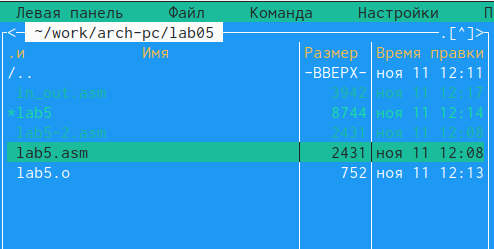 Левая панель Файл Команда Настройки П
<- ~/work/arch-pc/lab05 .[^]>
.и Имя Размер Время правки
/.. -ВВЕРХ- ноя 11 12:11
in_out.asm 3942 ноя 11 12:17
*lab5 8744 ноя 11 12:14
lab5-2.asm 2431 ноя 11 12:08
lab5.asm 2431 ноя 11 12:08
lab5.o 752 ноя 11 12:13